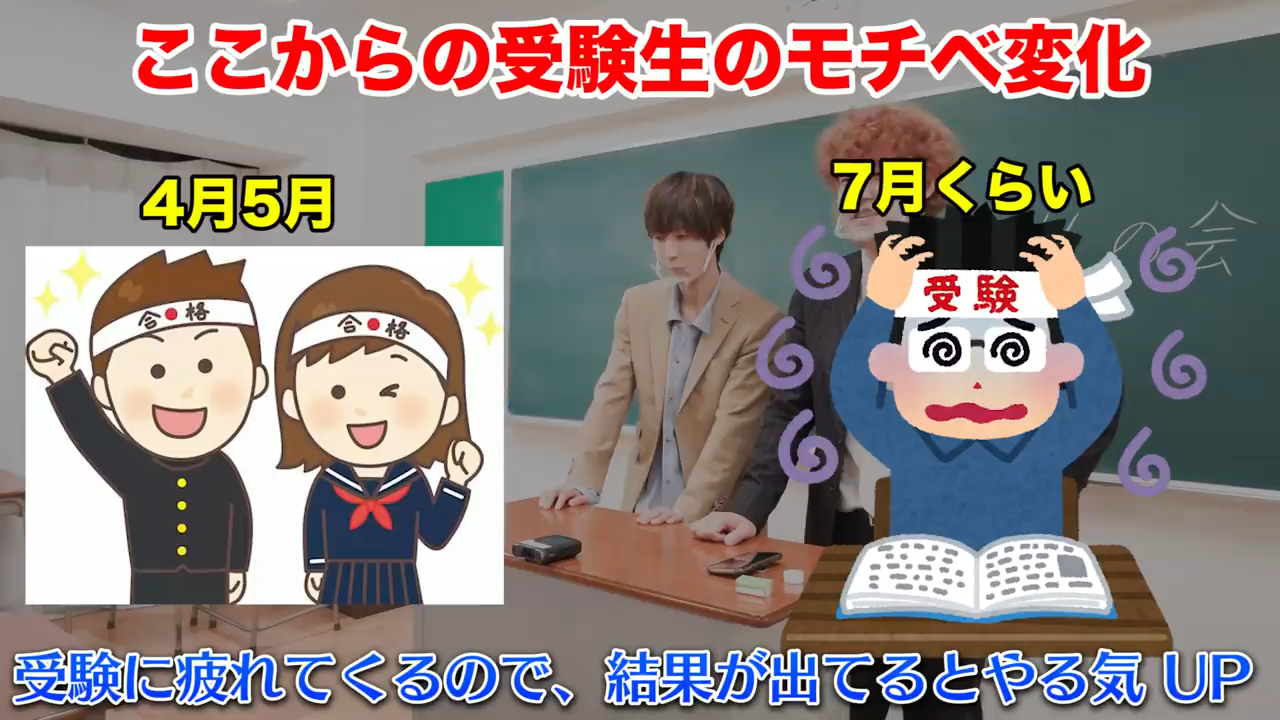 ここからの受験生のモチベ変化
4月5月
7月くらい
の会
合格
合格
受験
受験に疲れてくるので、結果が出てるとやる気 UP